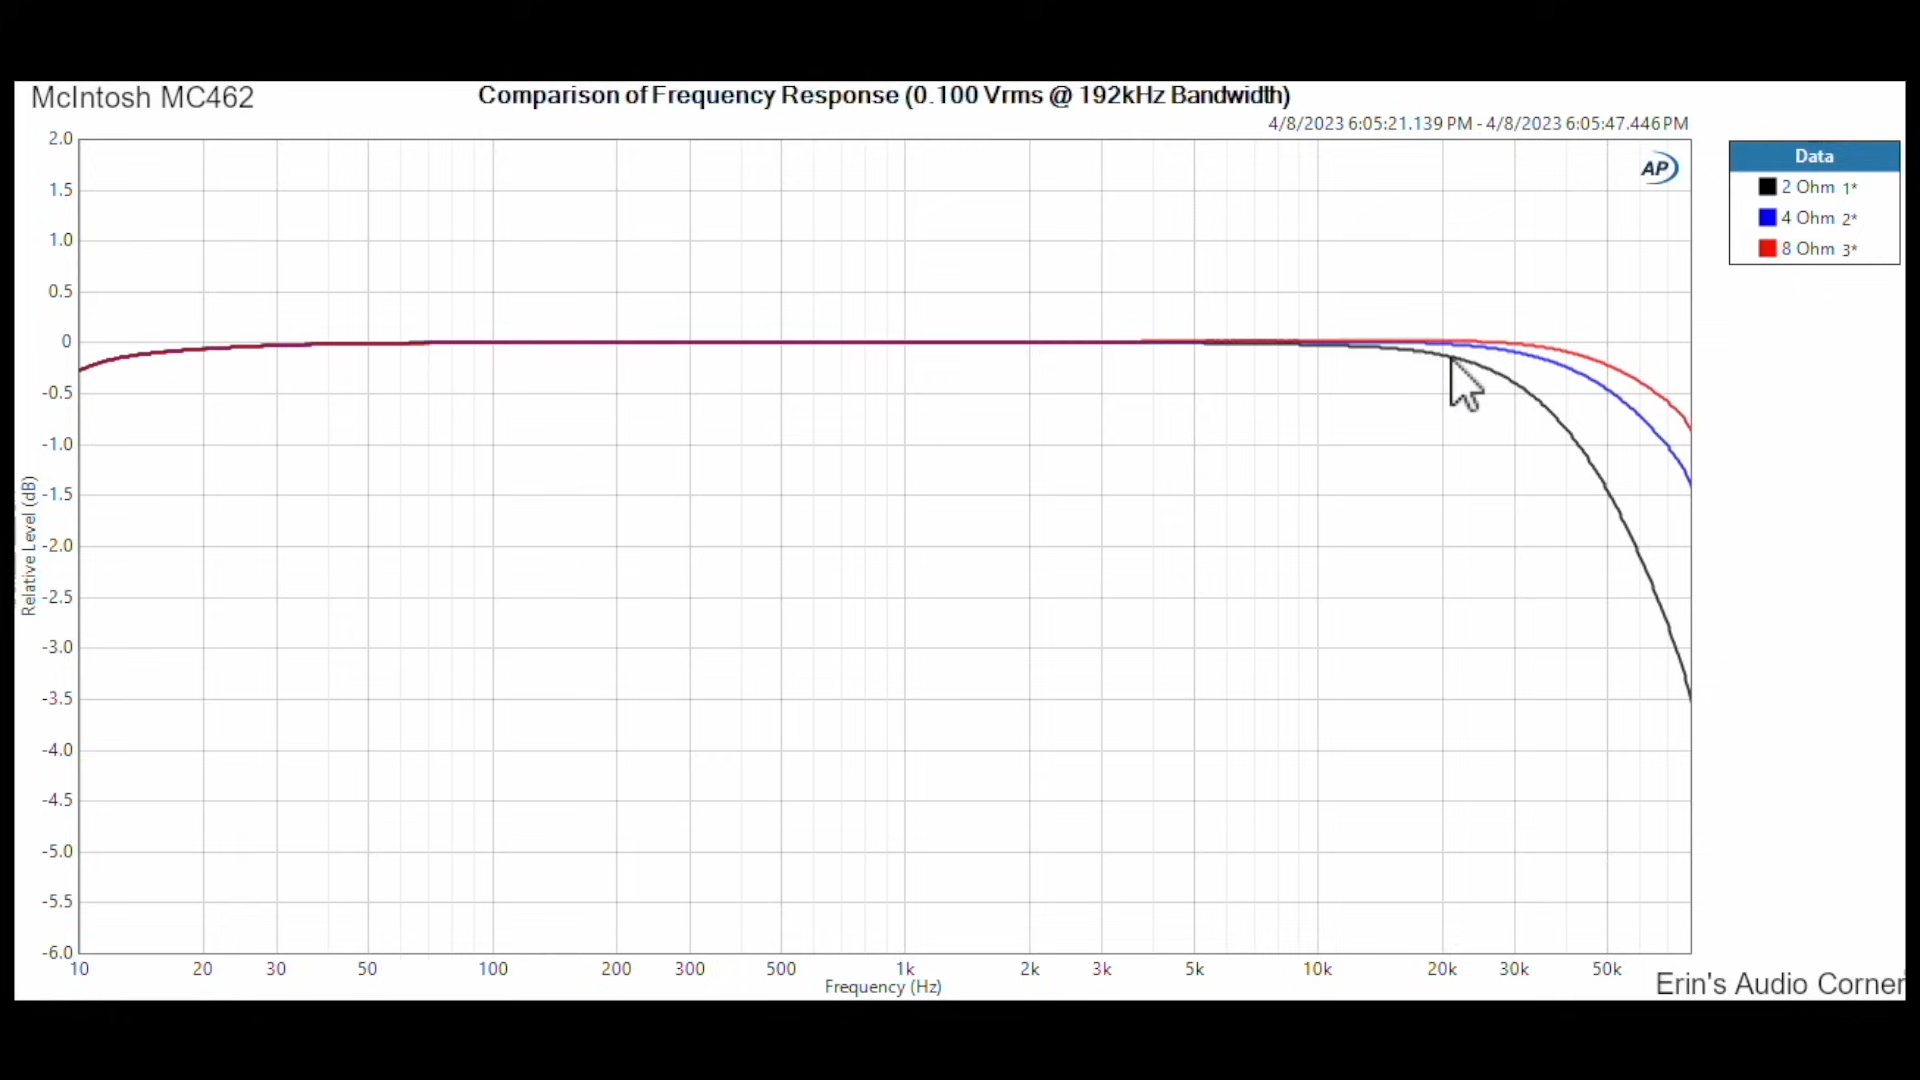 McIntosh MC462
Comparison of Frequency Response (0.100 Vrms @ 192kHz Bandwidth)
4/8/2023 6:05:21.139 PM - 4/8/2023 6:05:47.446 PM
AP
Data
2 Ohm 1*
4 Ohm 2*
8 Ohm 3*
Relative Level (dB)
2.0
1.5
1.0
0.5
0
-0.5
-1.0
-1.5
-2.0
-2.5
-3.0
-3.5
-4.0
-4.5
-5.0
-5.5
-6.0
10 20 30 50 100 200 300 500 1k 2k 3k 5k 10k 20k 30k 50k
Frequency (Hz)
Erin's Audio Corner